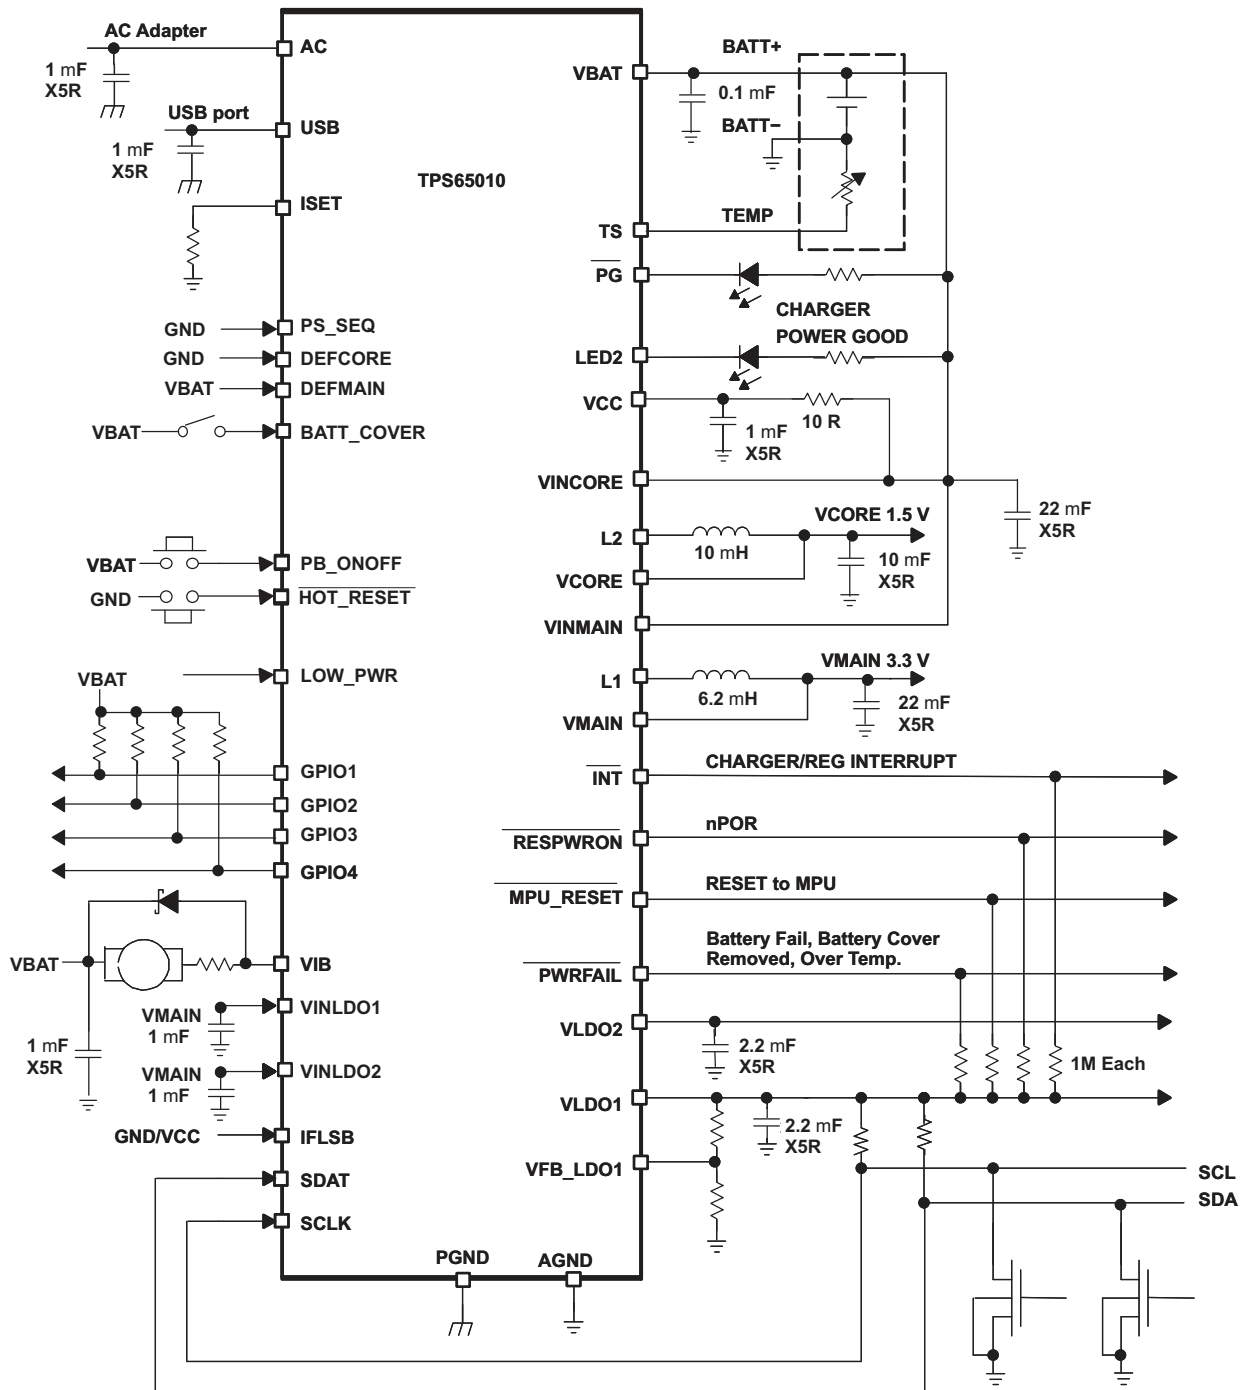 AC Adapter
AC
1 mF
X5R
USB port
USB
1 mF
X5R
TPS65010
ISET
GND
PS_SEQ
GND
DEFCORE
VBAT
DEFMAIN
VBAT
BATT_COVER
VBAT
PB_ONOFF
GND
HOT_RESET
VBAT
LOW_PWR
GPIO1
GPIO2
GPIO3
GPIO4
VBAT
VIB
1 mF
X5R
VMAIN
1 mF
VINLDO1
VMAIN
1 mF
VINLDO2
GND/VCC
IFLSB
SDAT
SCLK
PGND
AGND
VBAT
BATT+
0.1 mF
BATT−
TS
TEMP
PG
CHARGER
POWER GOOD
LED2
VCC
10 R
1 mF
X5R
VINCORE
22 mF
X5R
VCORE 1.5 V
L2
10 mH
10 mF
X5R
VCORE
VINMAIN
VMAIN 3.3 V
L1
6.2 mH
22 mF
X5R
VMAIN
INT
CHARGER/REG INTERRUPT
RESPWRON
nPOR
MPU_RESET
RESET to MPU
Battery Fail, Battery Cover
Removed, Over Temp.
PWRFAIL
VLDO2
2.2 mF
X5R
1M Each
VLDO1
2.2 mF
X5R
VFB_LDO1
SCL
SDA